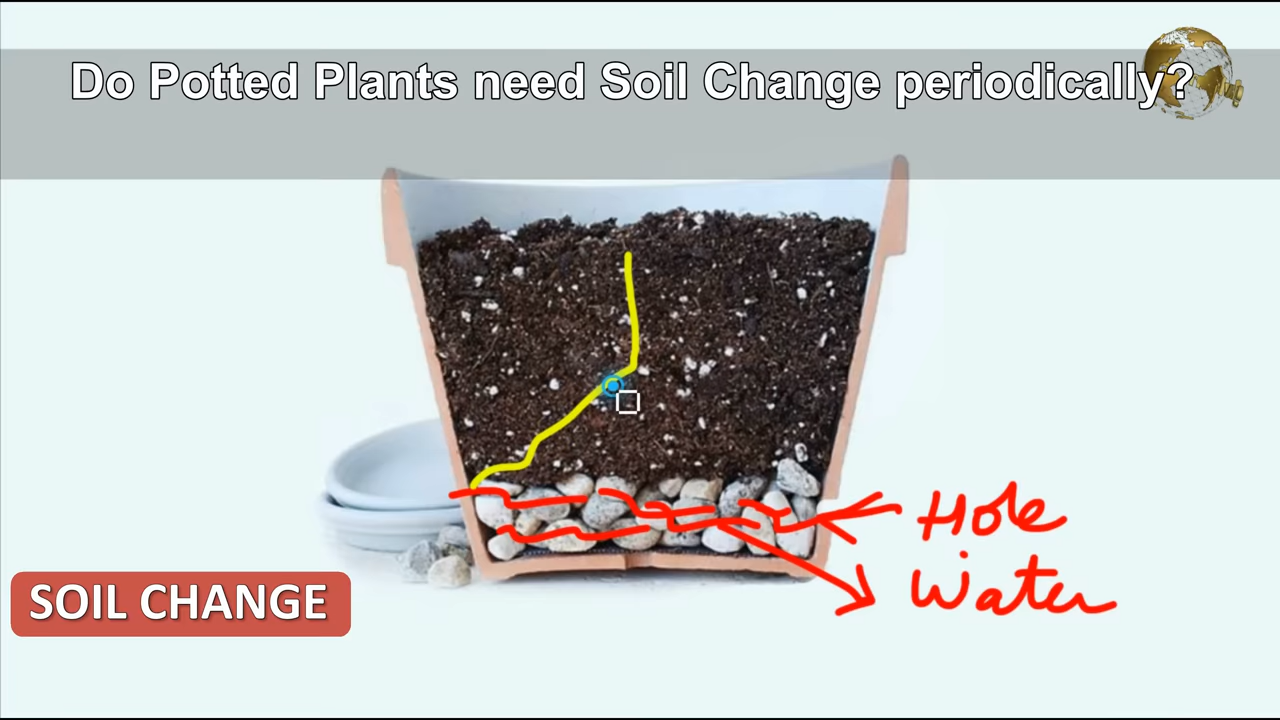 Do Potted Plants need Soil Change periodically?
Hole
Water
SOIL CHANGE